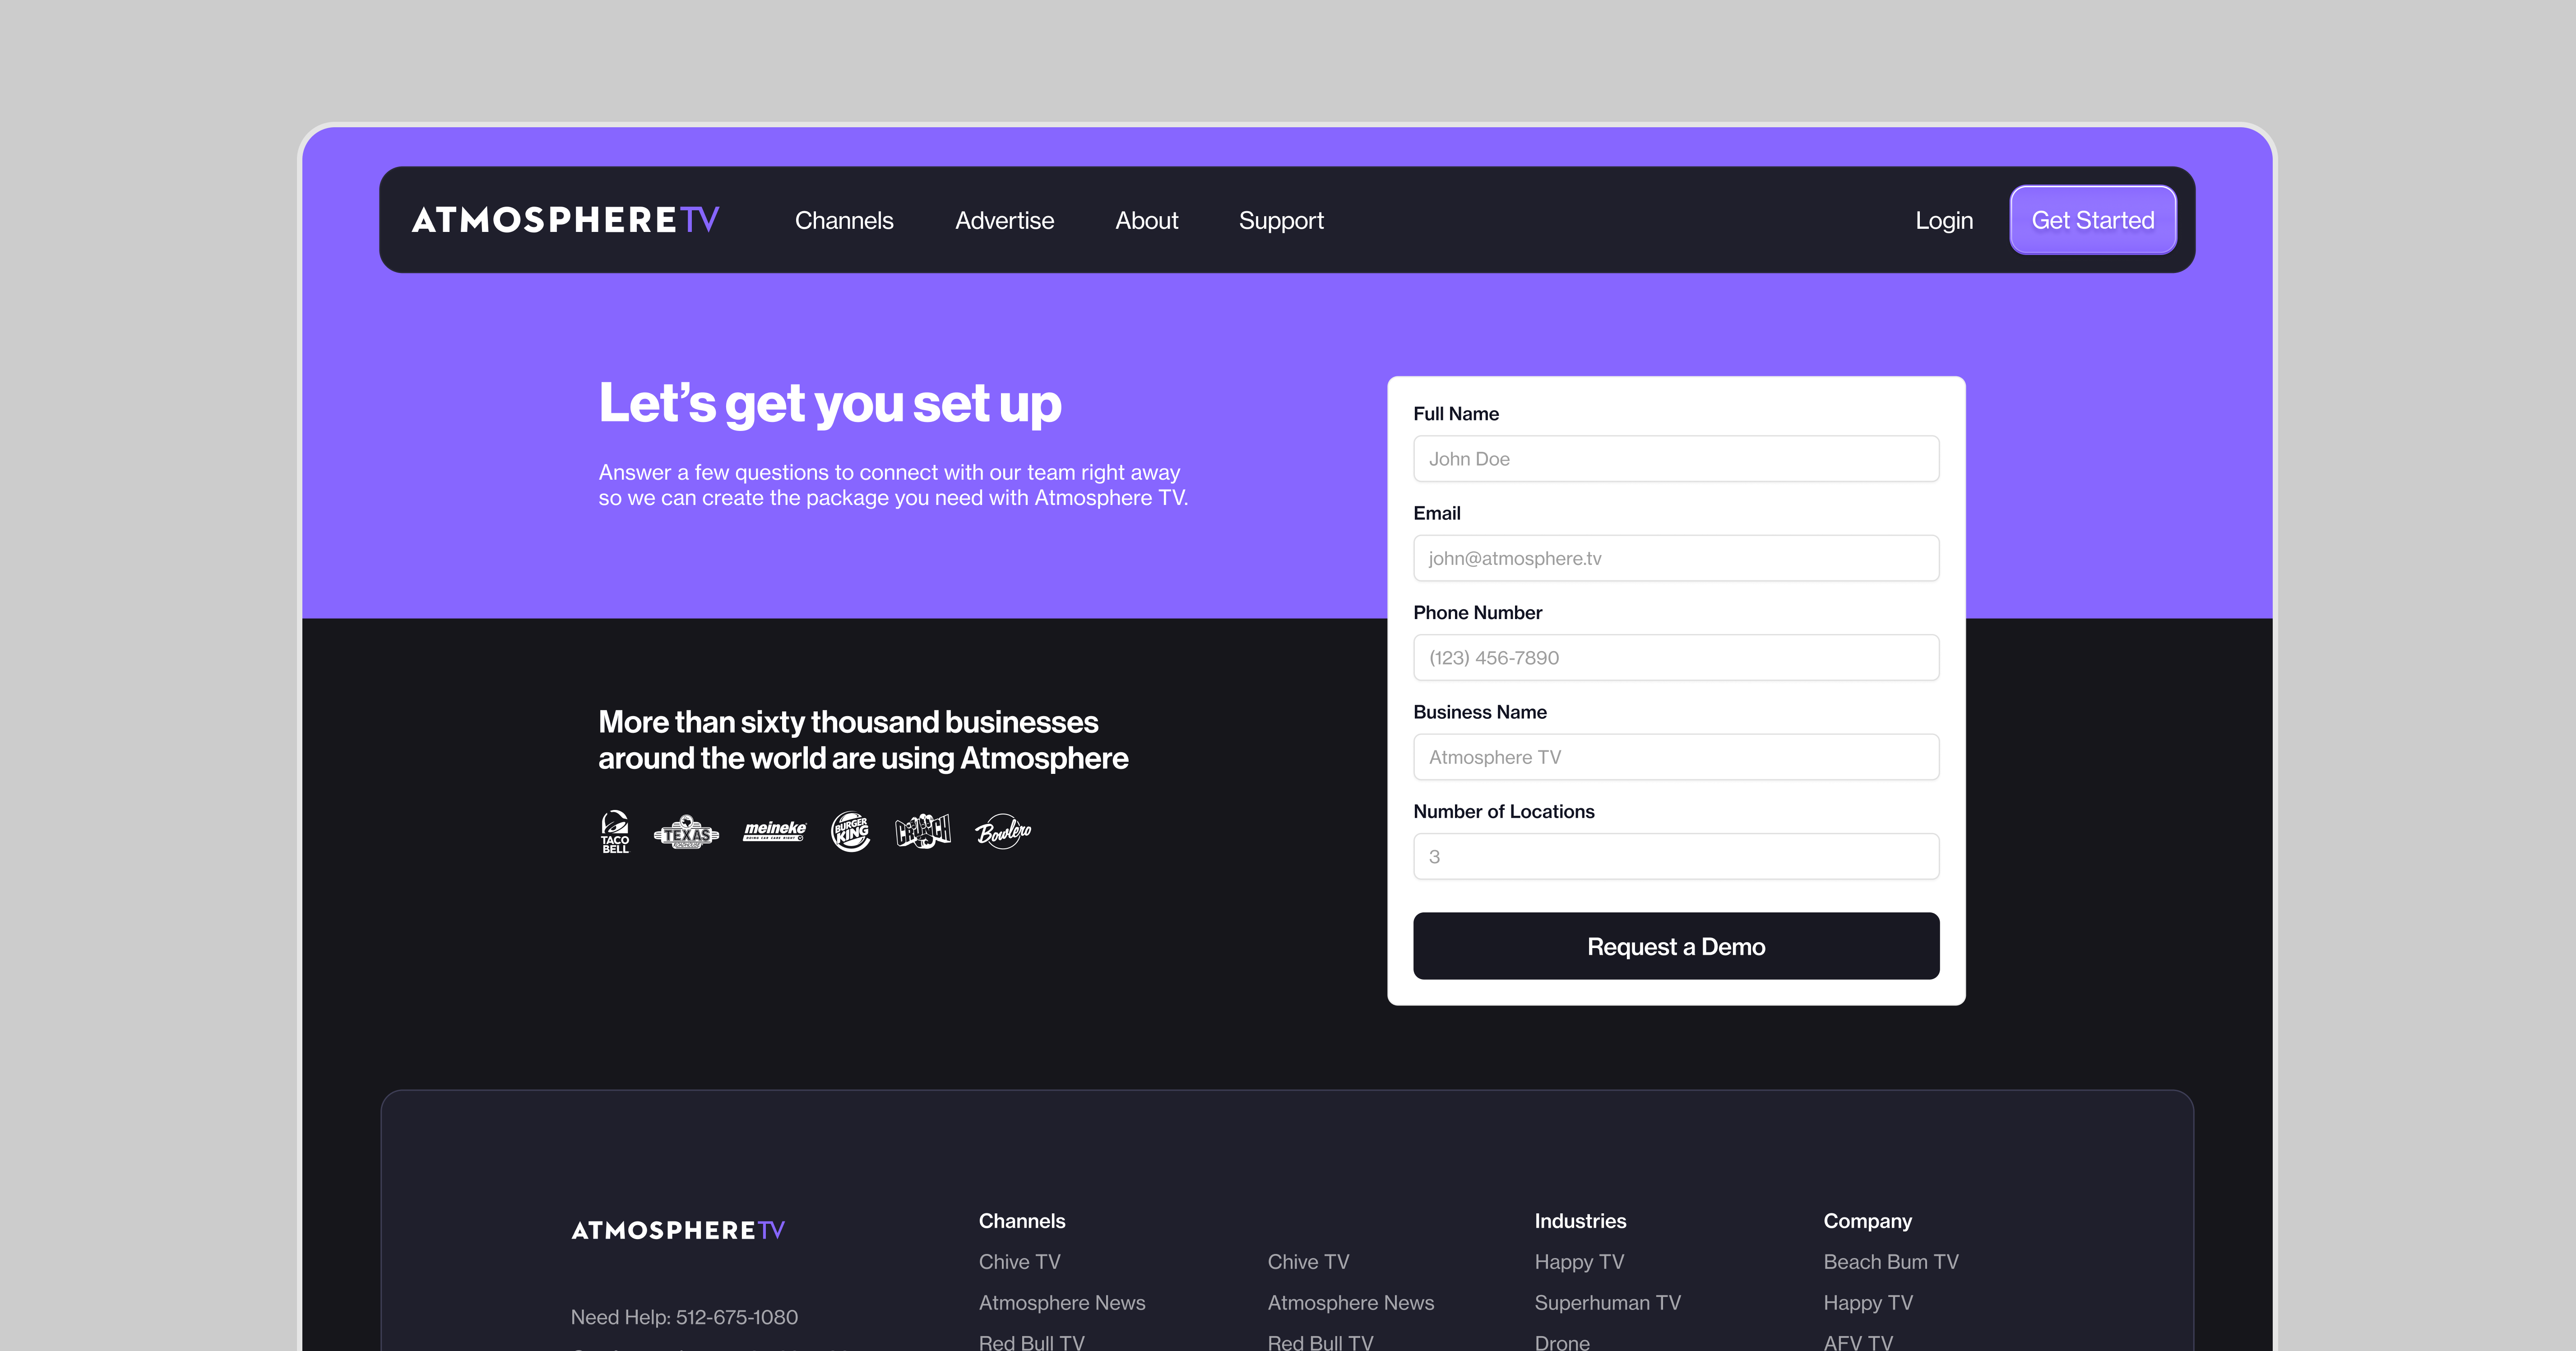 ATMOSPHERETV
Channels
Advertise
About
Support
Login
Get Started
Let's get you set up
Answer a few questions to connect with our team right away
so we can create the package you need with Atmosphere TV.
More than sixty thousand businesses
around the world are using Atmosphere
TACO
BELL
TEXAS
ROADHOUSE
meineke
DOING CAR CARE RIGHT
BURGER
KING
CRUNCH
Bowlero
Full Name
John Doe
Email
john@atmosphere.tv
Phone Number
(123) 456-7890
Business Name
Atmosphere TV
Number of Locations
3
Request a Demo
ATMOSPHERETV
Need Help: 512-675-1080
Channels
Chive TV
Atmosphere News
Red Bull TV
Chive TV
Atmosphere News
Red Bull TV
Industries
Happy TV
Superhuman TV
Drone
Company
Beach Bum TV
Happy TV
AFV TV